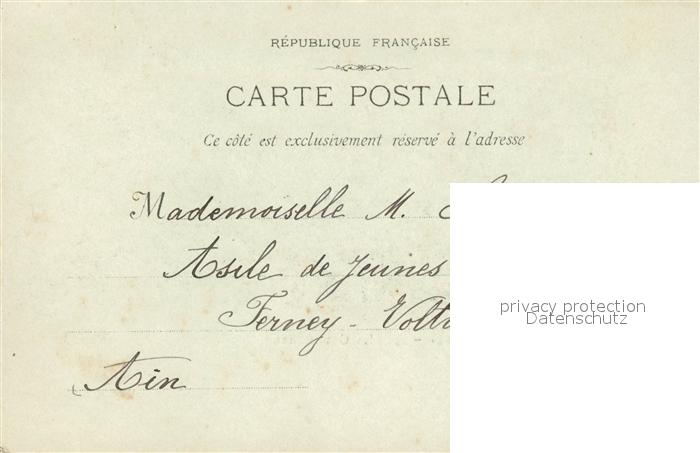 RÉPUBLIQUE FRANÇAISE
CARTE POSTALE
Ce côté est exclusivement réservé à l'adresse
Mademoiselle M.
Asile de Jeunes
privacy protection
Ferney - Volt
Datenschutz
Ain